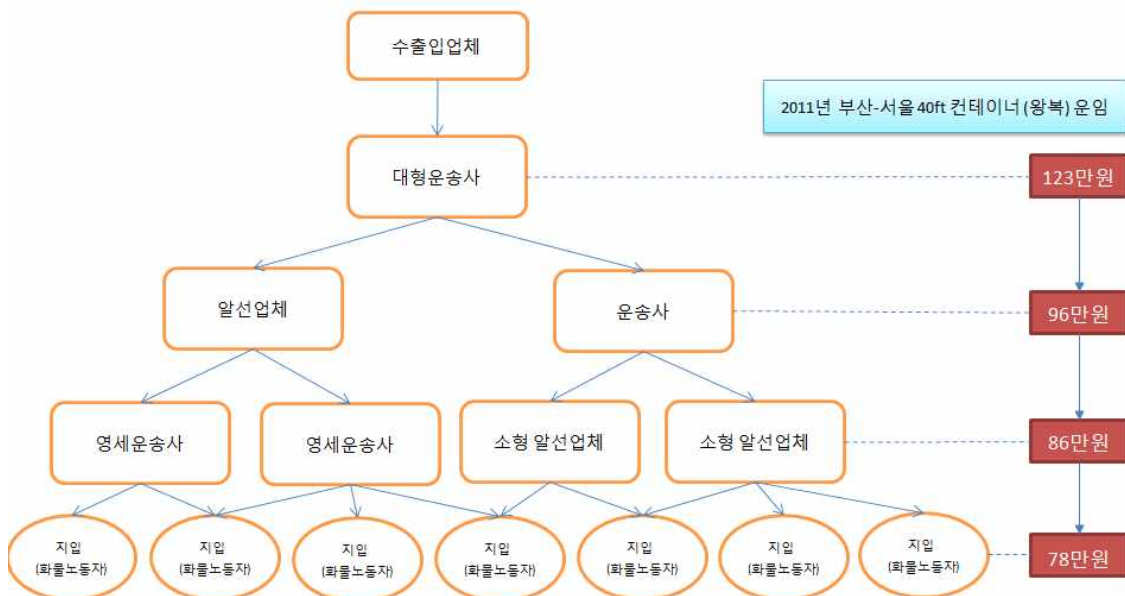 수출입업체
2011년 부산-서울 40ft 컨테이너 (왕복) 운임
대형운송사
123만원
알선업체
운송사
96만원
영세운송사
영세운송사
소형 알선업체
소형 알선업체
86만원
지입
(화물노동자)
지입
(화물노동자)
지입
(화물노동자)
지입
(화물노동자)
지입
(화물노동자)
지입
(화물노동자)
지입
(화물노동자)
78만원